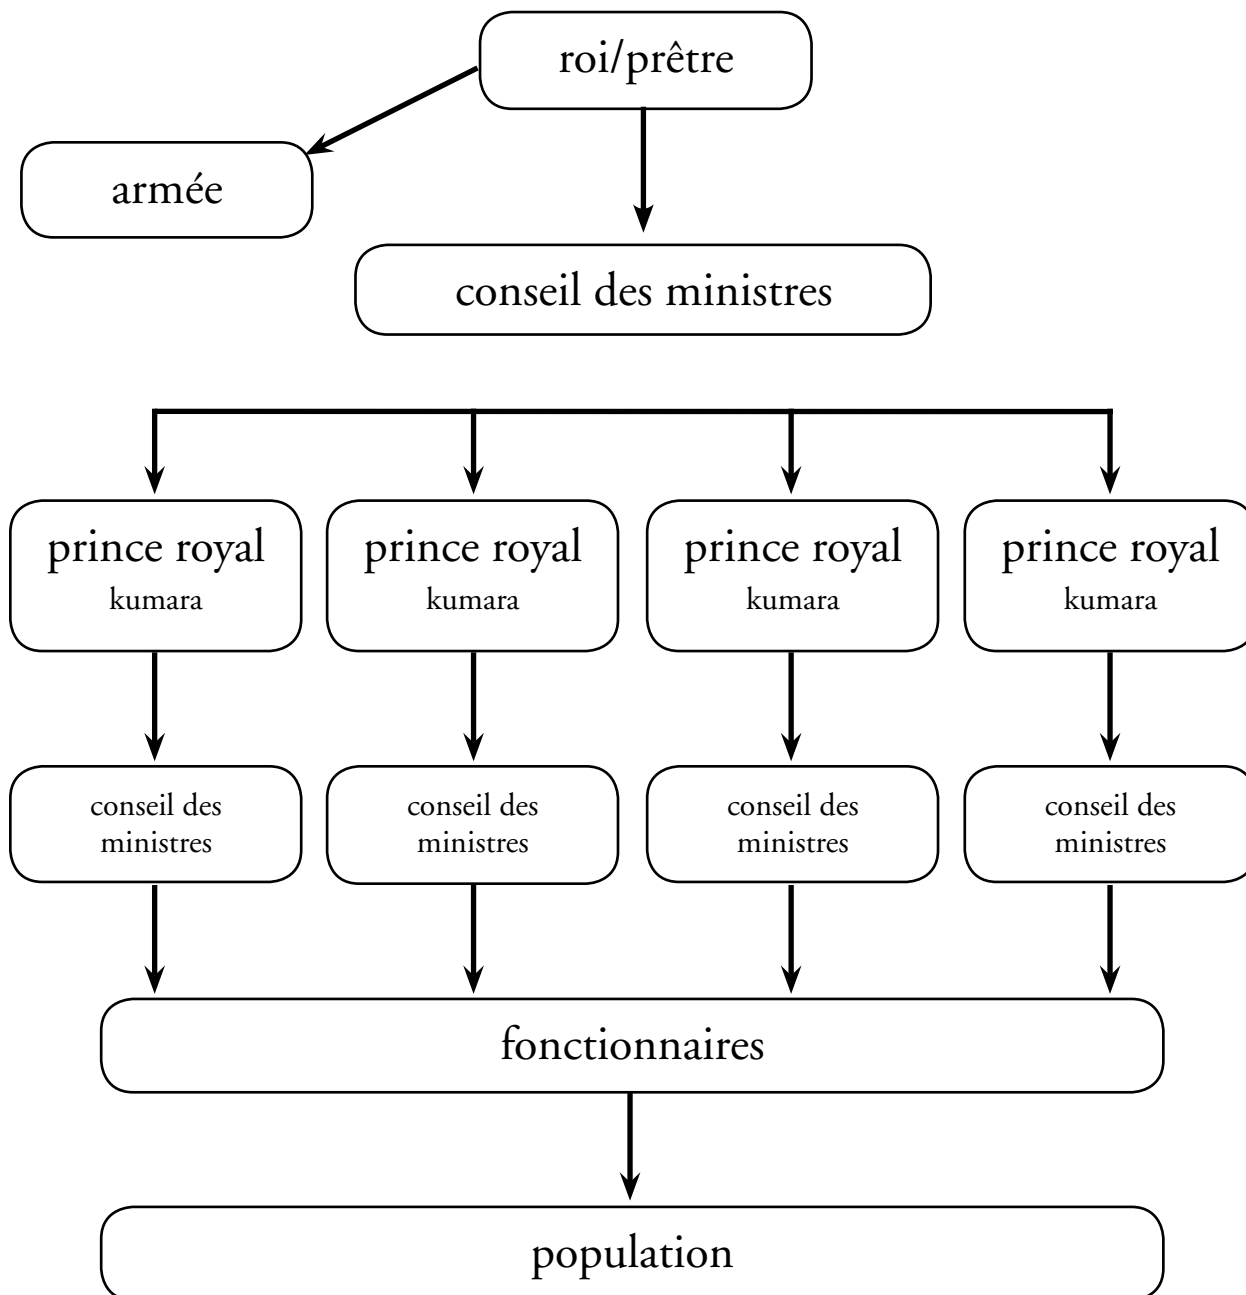 roi/prêtre
armée
conseil des ministres
prince royal
kumara
prince royal
kumara
prince royal
kumara
prince royal
kumara
conseil des
ministres
conseil des
ministres
conseil des
ministres
conseil des
ministres
fonctionnaires
population